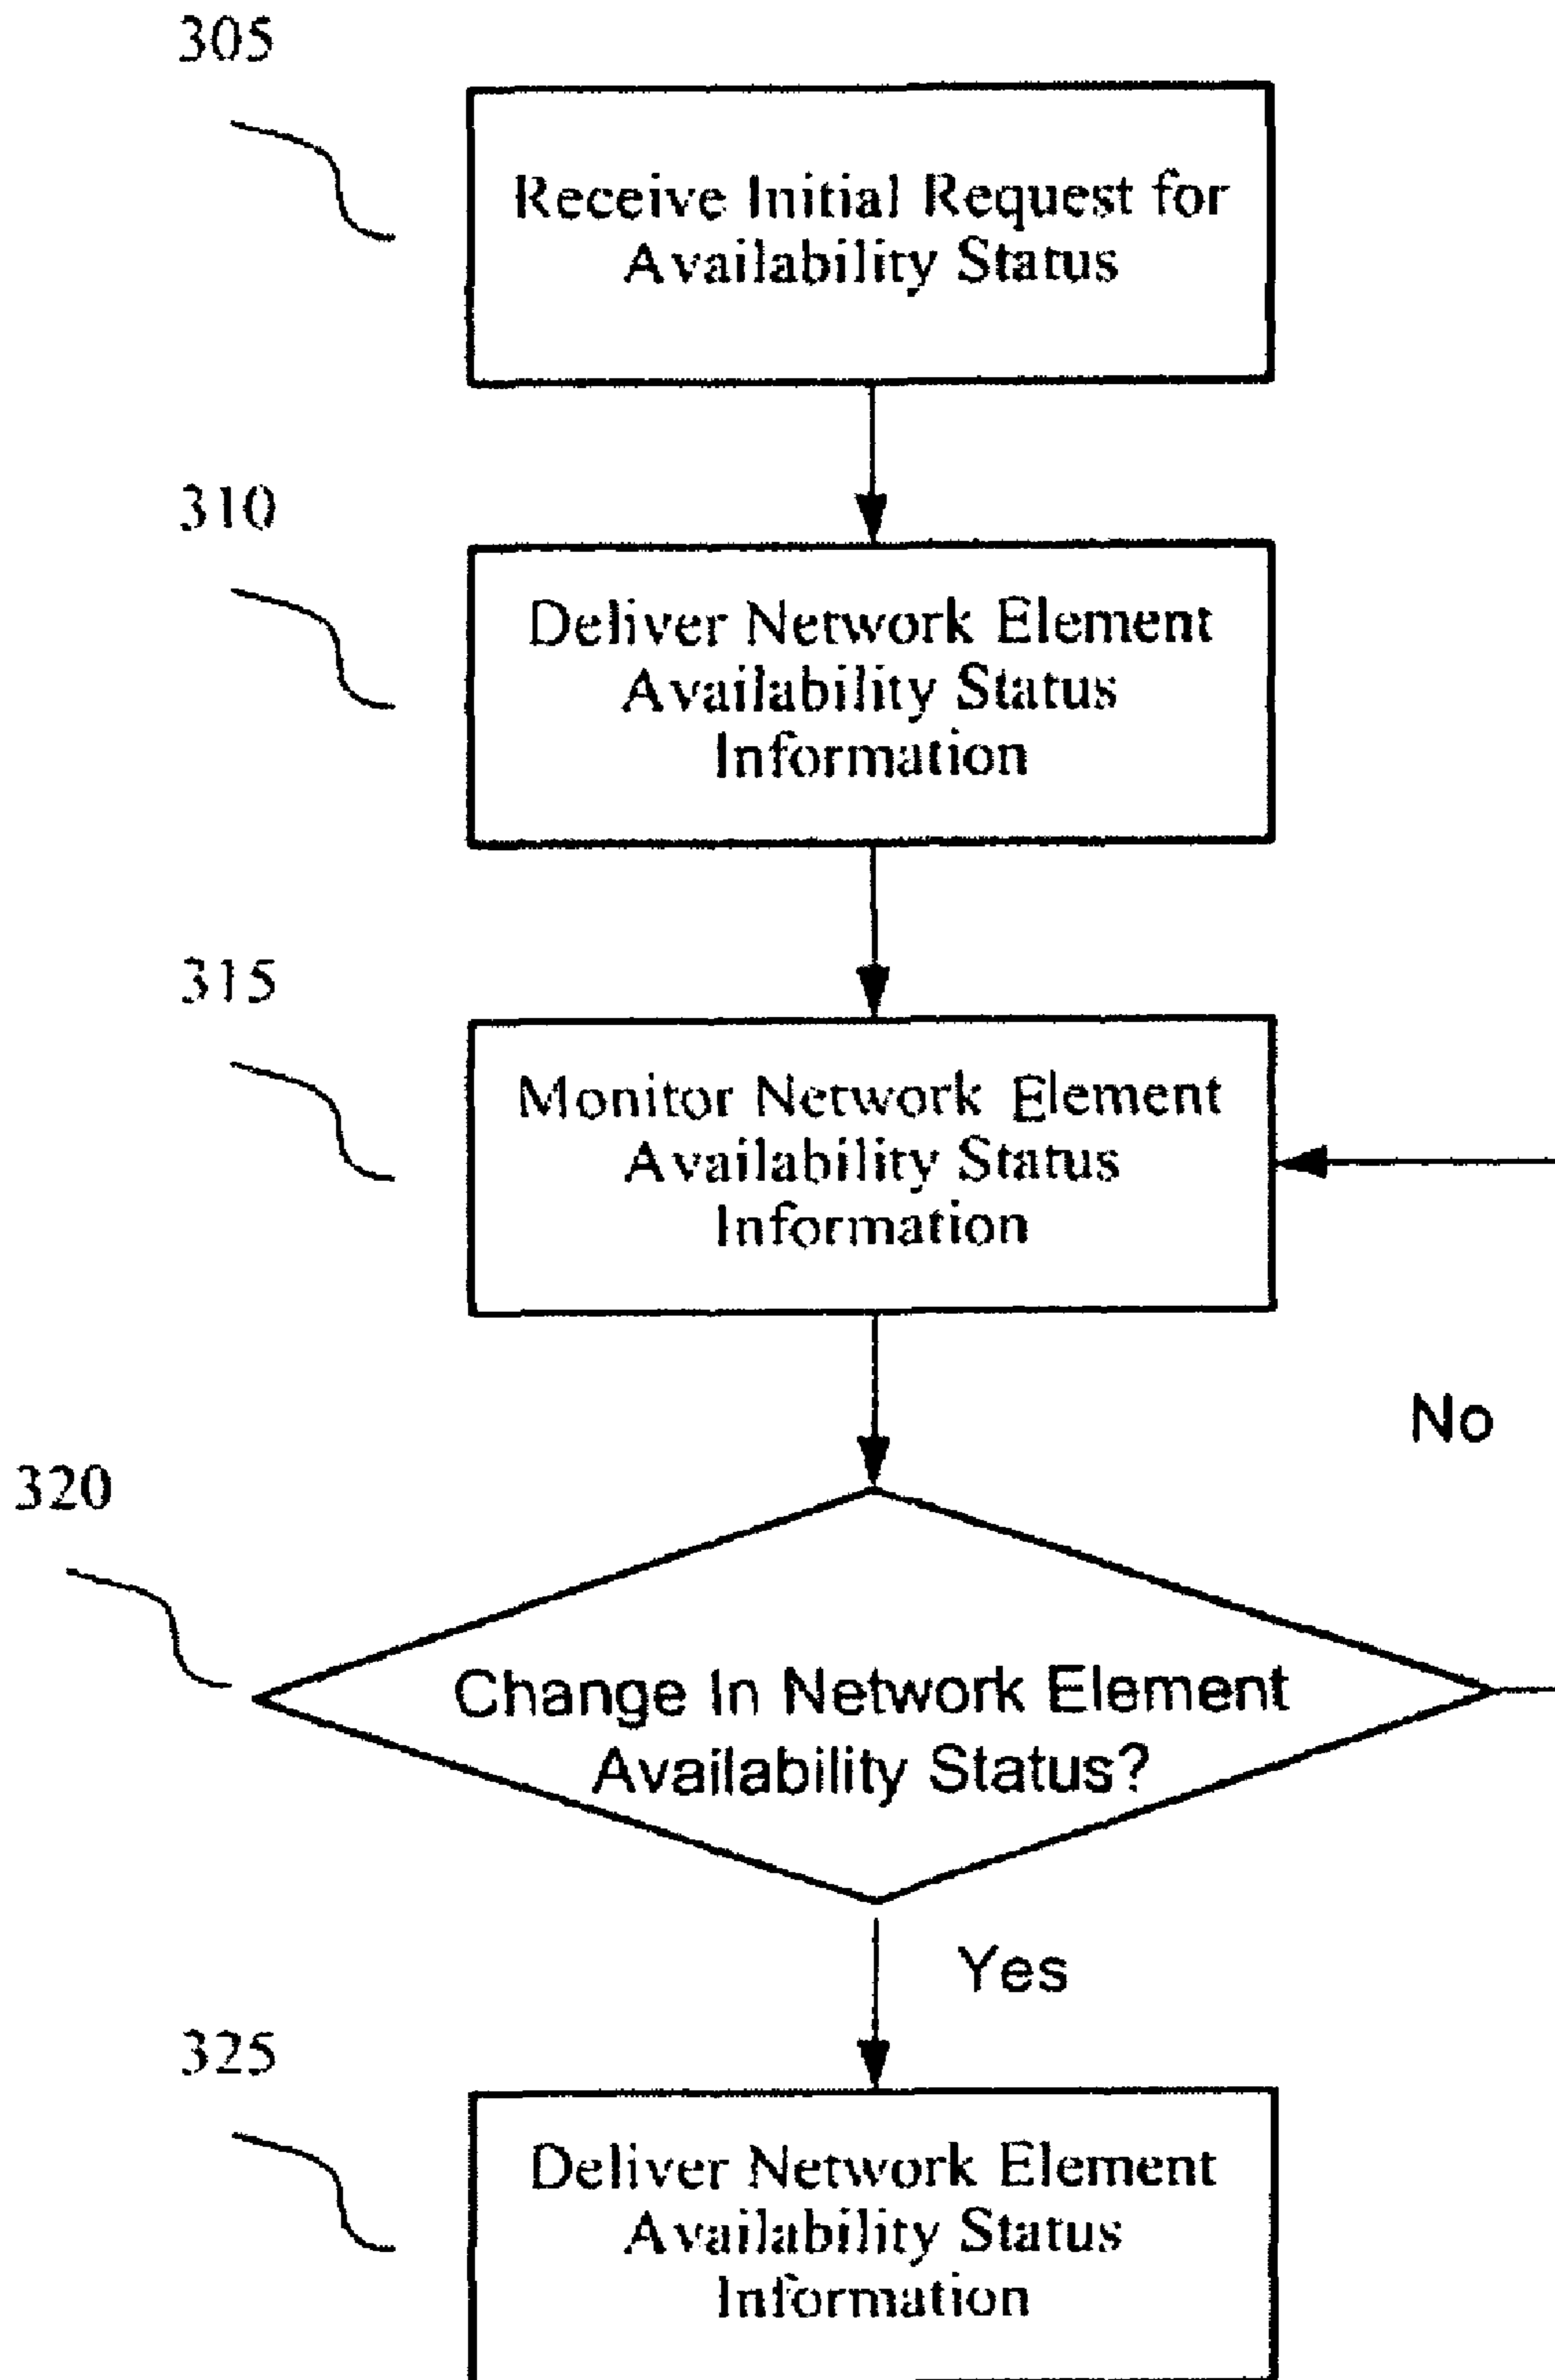 305
Receive Initial Request for
Availability Status
310
Deliver Network Element
Availability Status
Information
315
Monitor Network Element
Availability Status
Information
No
320
Change In Network Element
Availability Status?
Yes
325
Deliver Network Element
Availability Status
Information